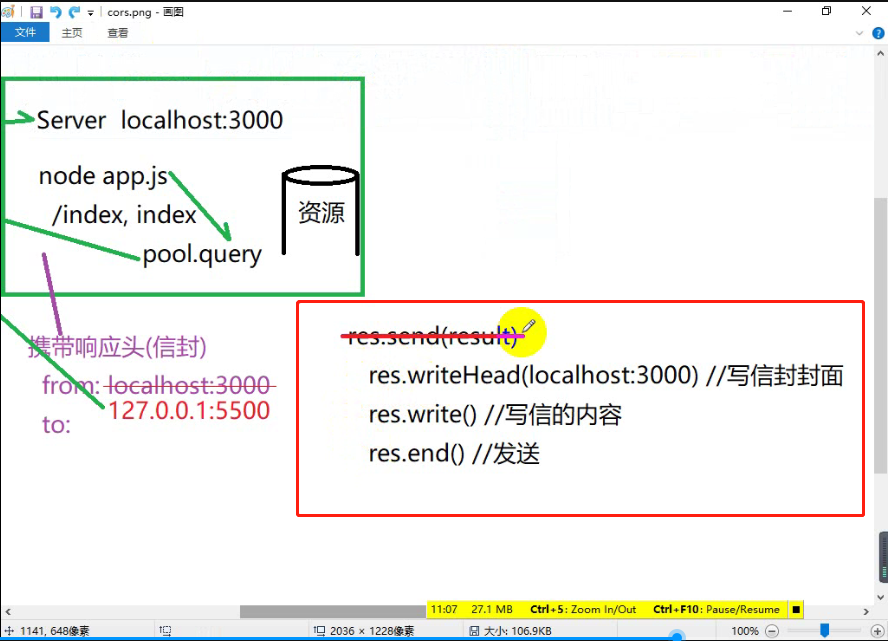 cors.png - 画图
文件 主页 查看
Server localhost:3000
node app.js
/index, index
资源
pool.query
携带响应头(信封)
from: localhost:3000
127.0.0.1:5500
to:
res.send(result)
res.writeHead(localhost:3000) //写信封封面
res.write() //写信的内容
res.end() //发送
11:07 27.1 MB Ctrl+5: Zoom In/Out Ctrl+F10: Pause/Resume
1141, 648像素 2036 × 1228像素 大小: 106.9KB 100%